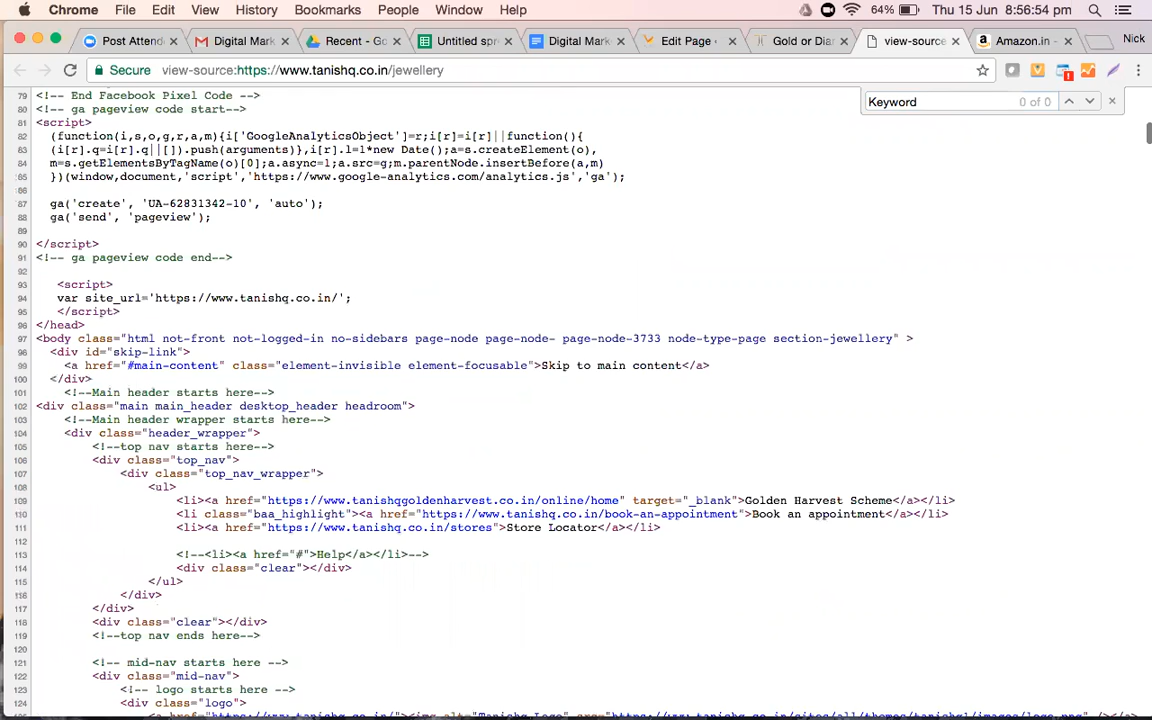 Chrome File Edit View History Bookmarks People Window Help 64% Thu 15 Jun 8:56:54 pm
Post Attend Digital Mark Recent - Go Untitled spr Digital Mark Edit Page Gold or Dia view-source Amazon.in - Nick
Secure view-source:https://www.tanishq.co.in/jewellery
Keyword 0 of 0
79 <!-- End Facebook Pixel Code -->
80 <!-- ga pageview code start-->
81 <script>
82 (function(i,s,o,g,r,a,m){i['GoogleAnalyticsObject']=r;i[r]=i[r]||function(){
83 (i[r].q=i[r].q||[]).push(arguments)},i[r].l=1*new Date();a=s.createElement(o),
84 m=s.getElementsByTagName(o)[0];a.async=1;a.src=g;m.parentNode.insertBefore(a,m)
85 })(window,document,'script','https://www.google-analytics.com/analytics.js','ga');
86
87 ga('create', 'UA-62831342-10', 'auto');
88 ga('send', 'pageview');
89
90 </script>
91 <!-- ga pageview code end-->
92
93 <script>
94 var site_url='https://www.tanishq.co.in/';
95 </script>
96 </head>
97 <body class="html not-front not-logged-in no-sidebars page-node page-node- page-node-3733 node-type-page section-jewellery" >
98 <div id="skip-link">
99 <a href="#main-content" class="element-invisible element-focusable">Skip to main content</a>
100 </div>
101 <!--Main header starts here-->
102 <div class="main main_header desktop_header headroom">
103 <!--Main header wrapper starts here-->
104 <div class="header_wrapper">
105 <!--top nav starts here-->
106 <div class="top_nav">
107 <div class="top_nav_wrapper">
108 <ul>
109 <li><a href="https://www.tanishqgoldenharvest.co.in/online/home" target="_blank">Golden Harvest Scheme</a></li>
110 <li class="baa_highlight"><a href="https://www.tanishq.co.in/book-an-appointment">Book an appointment</a></li>
111 <li><a href="https://www.tanishq.co.in/stores">Store Locator</a></li>
112
113 <!--<li><a href="#">Help</a></li>-->
114 <div class="clear"></div>
115 </ul>
116 </div>
117 </div>
118 <div class="clear"></div>
119 <!--top nav ends here-->
120
121 <!-- mid-nav starts here -->
122 <div class="mid-nav">
123 <!-- logo starts here -->
124 <div class="logo">